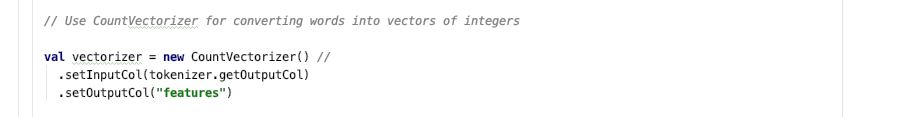 // Use CountVectorizer for converting words into vectors of integers
val vectorizer = new CountVectorizer() //
.setInputCol(tokenizer.getOutputCol)
.setOutputCol("features")